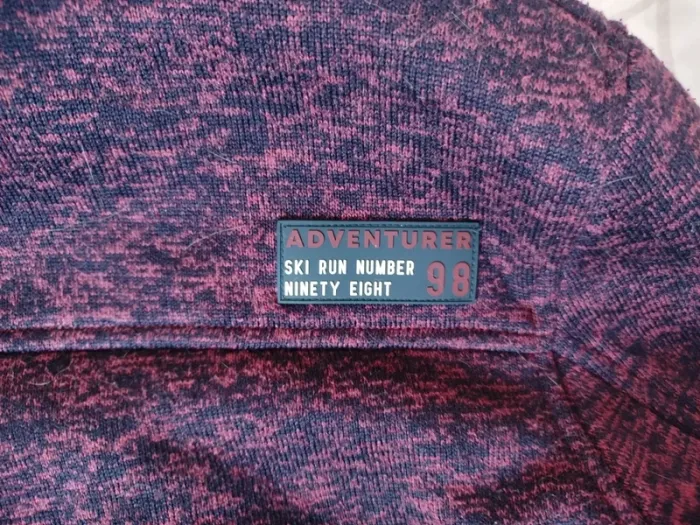 ADVENTURER
SKI RUN NUMBER
NINETY EIGHT
98